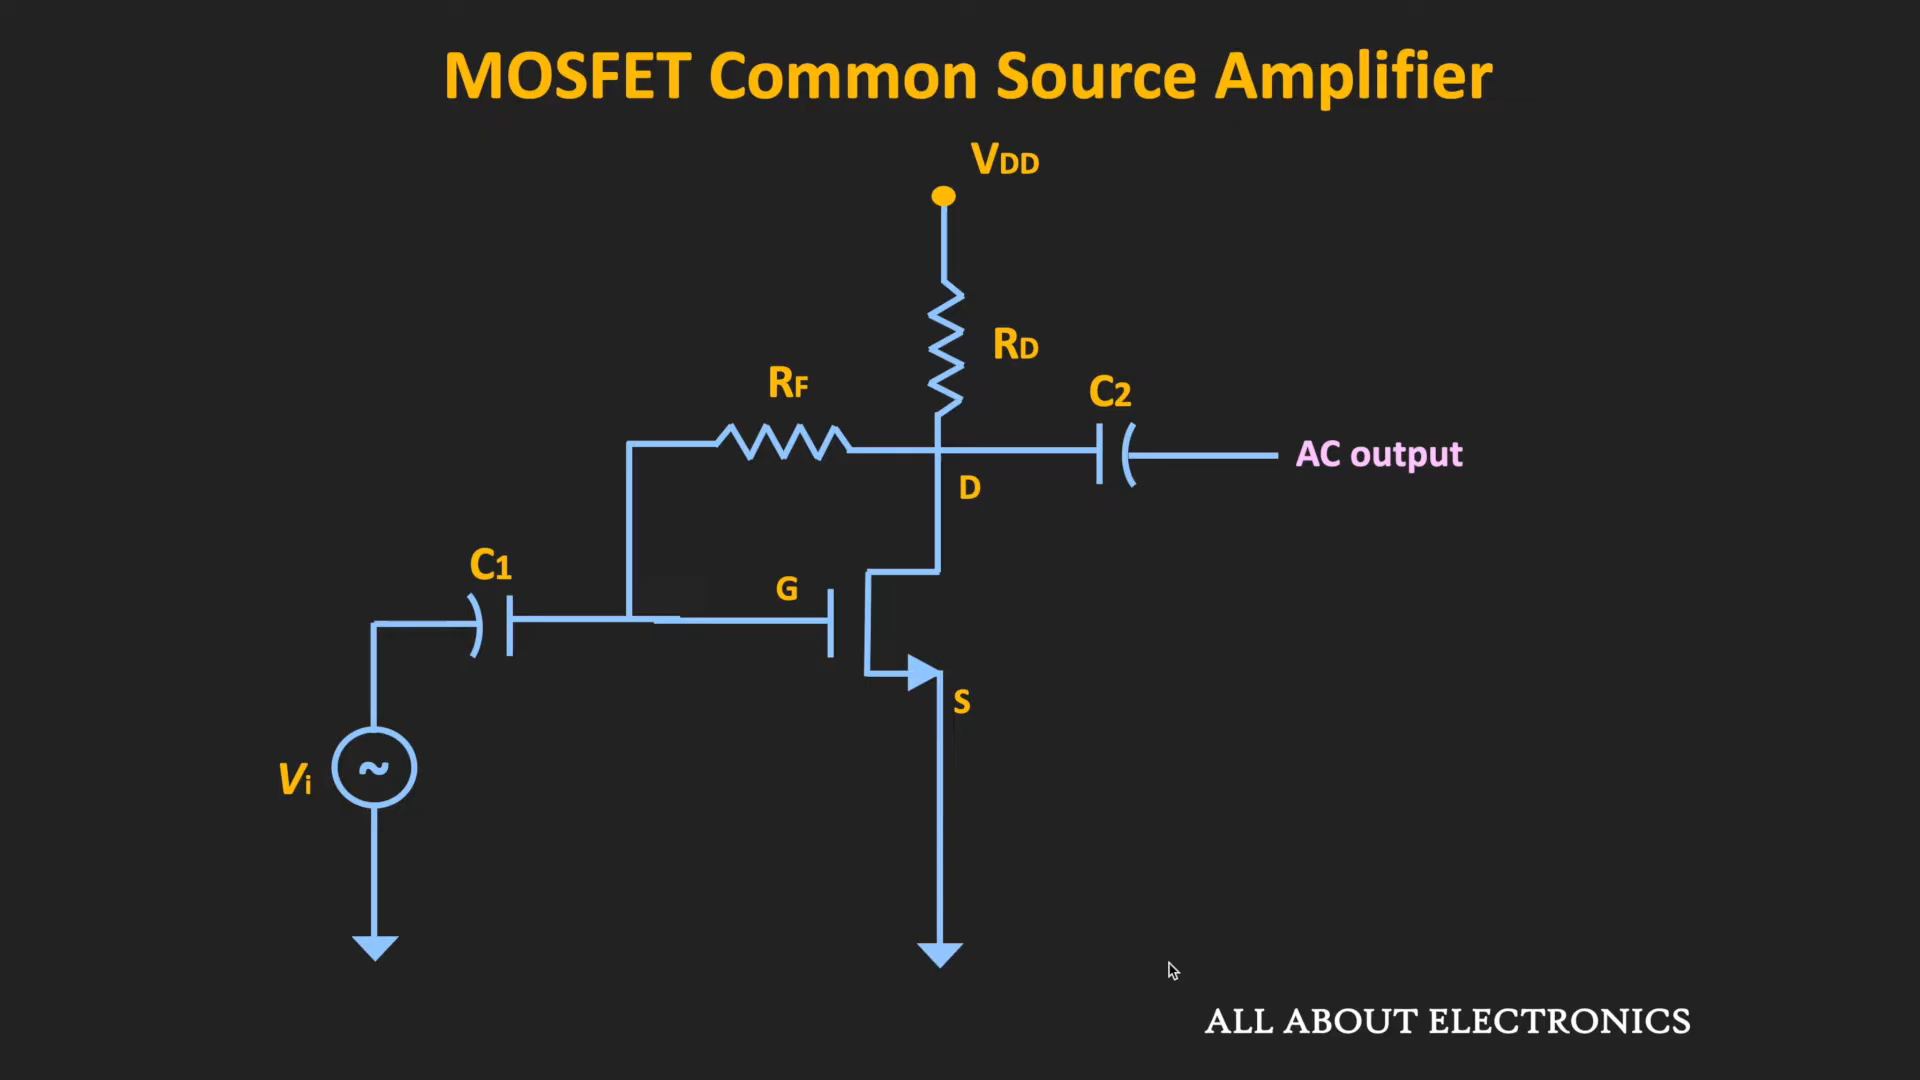 MOSFET Common Source Amplifier
VDD
RD
RF
C2
AC output
D
C1
G
S
Vi
~
ALL ABOUT ELECTRONICS